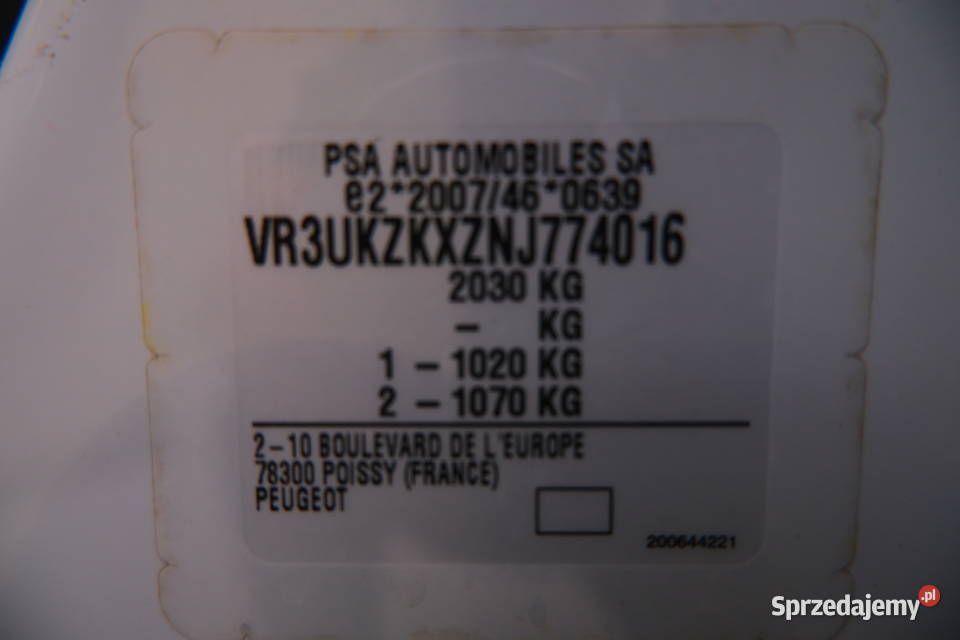 PSA AUTOMOBILES SA
e2*2007/46*0639
VR3UKZKXZNJ774016
2030 KG
- KG
1 - 1020 KG
2 - 1070 KG
2-10 BOULEVARD DE L'EUROPE
78300 POISSY (FRANCE)
PEUGEOT
200644221
Sprzedajemy.pl